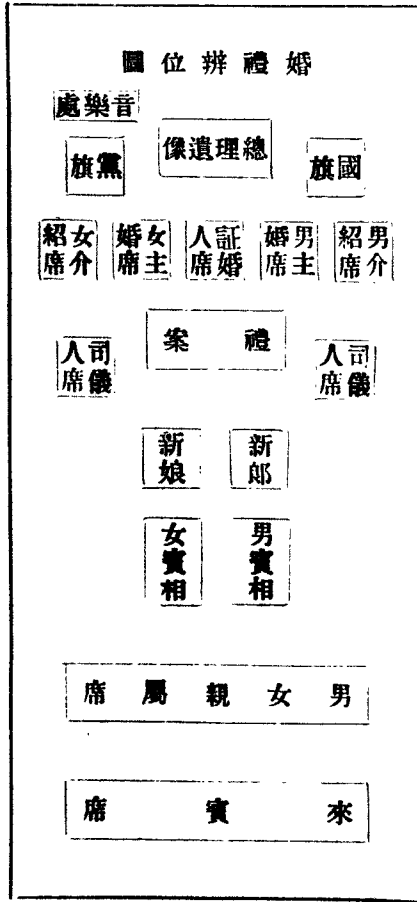 婚禮辨位圖
音樂處
國旗
總理遺像
黨旗
男介
紹席
男主
婚席
証婚
人席
女主
婚席
女介
紹席
司儀
人席
禮案
司儀
人席
新郎
新娘
男賓相
女賓相
男女親屬席
來賓席